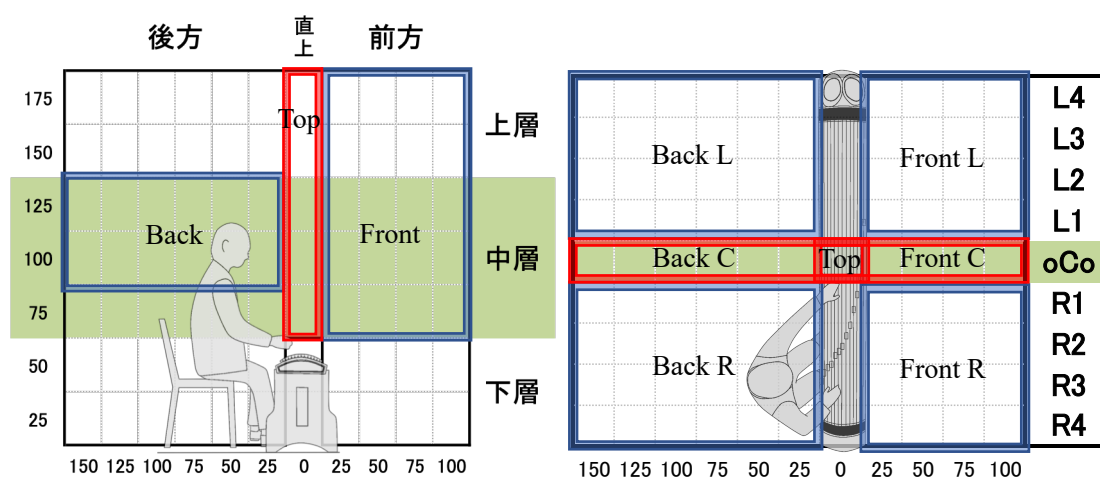 後方
直上
前方
175
150
125
100
75
50
25
Top
Back
Front
上層
中層
下層
150 125 100 75 50 25 0 25 50 75 100
Back L
Front L
Back C
Top
Front C
Back R
Front R
L4
L3
L2
L1
oCo
R1
R2
R3
R4
150 125 100 75 50 25 0 25 50 75 100